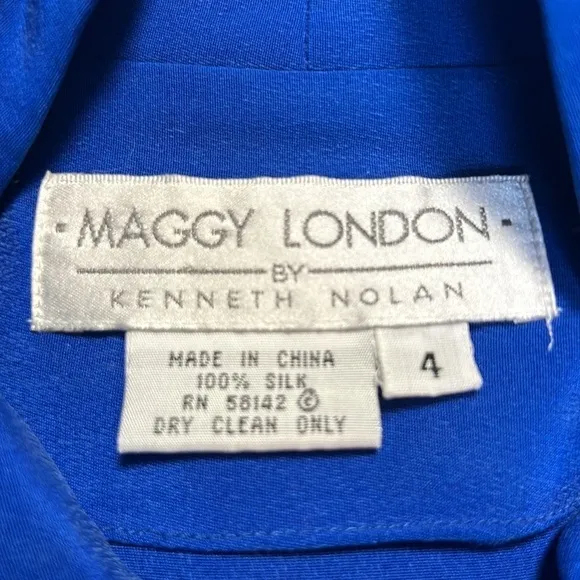 MAGGY LONDON
BY
KENNETH NOLAN
MADE IN CHINA
100% SILK
RN 58142 ©
DRY CLEAN ONLY
4